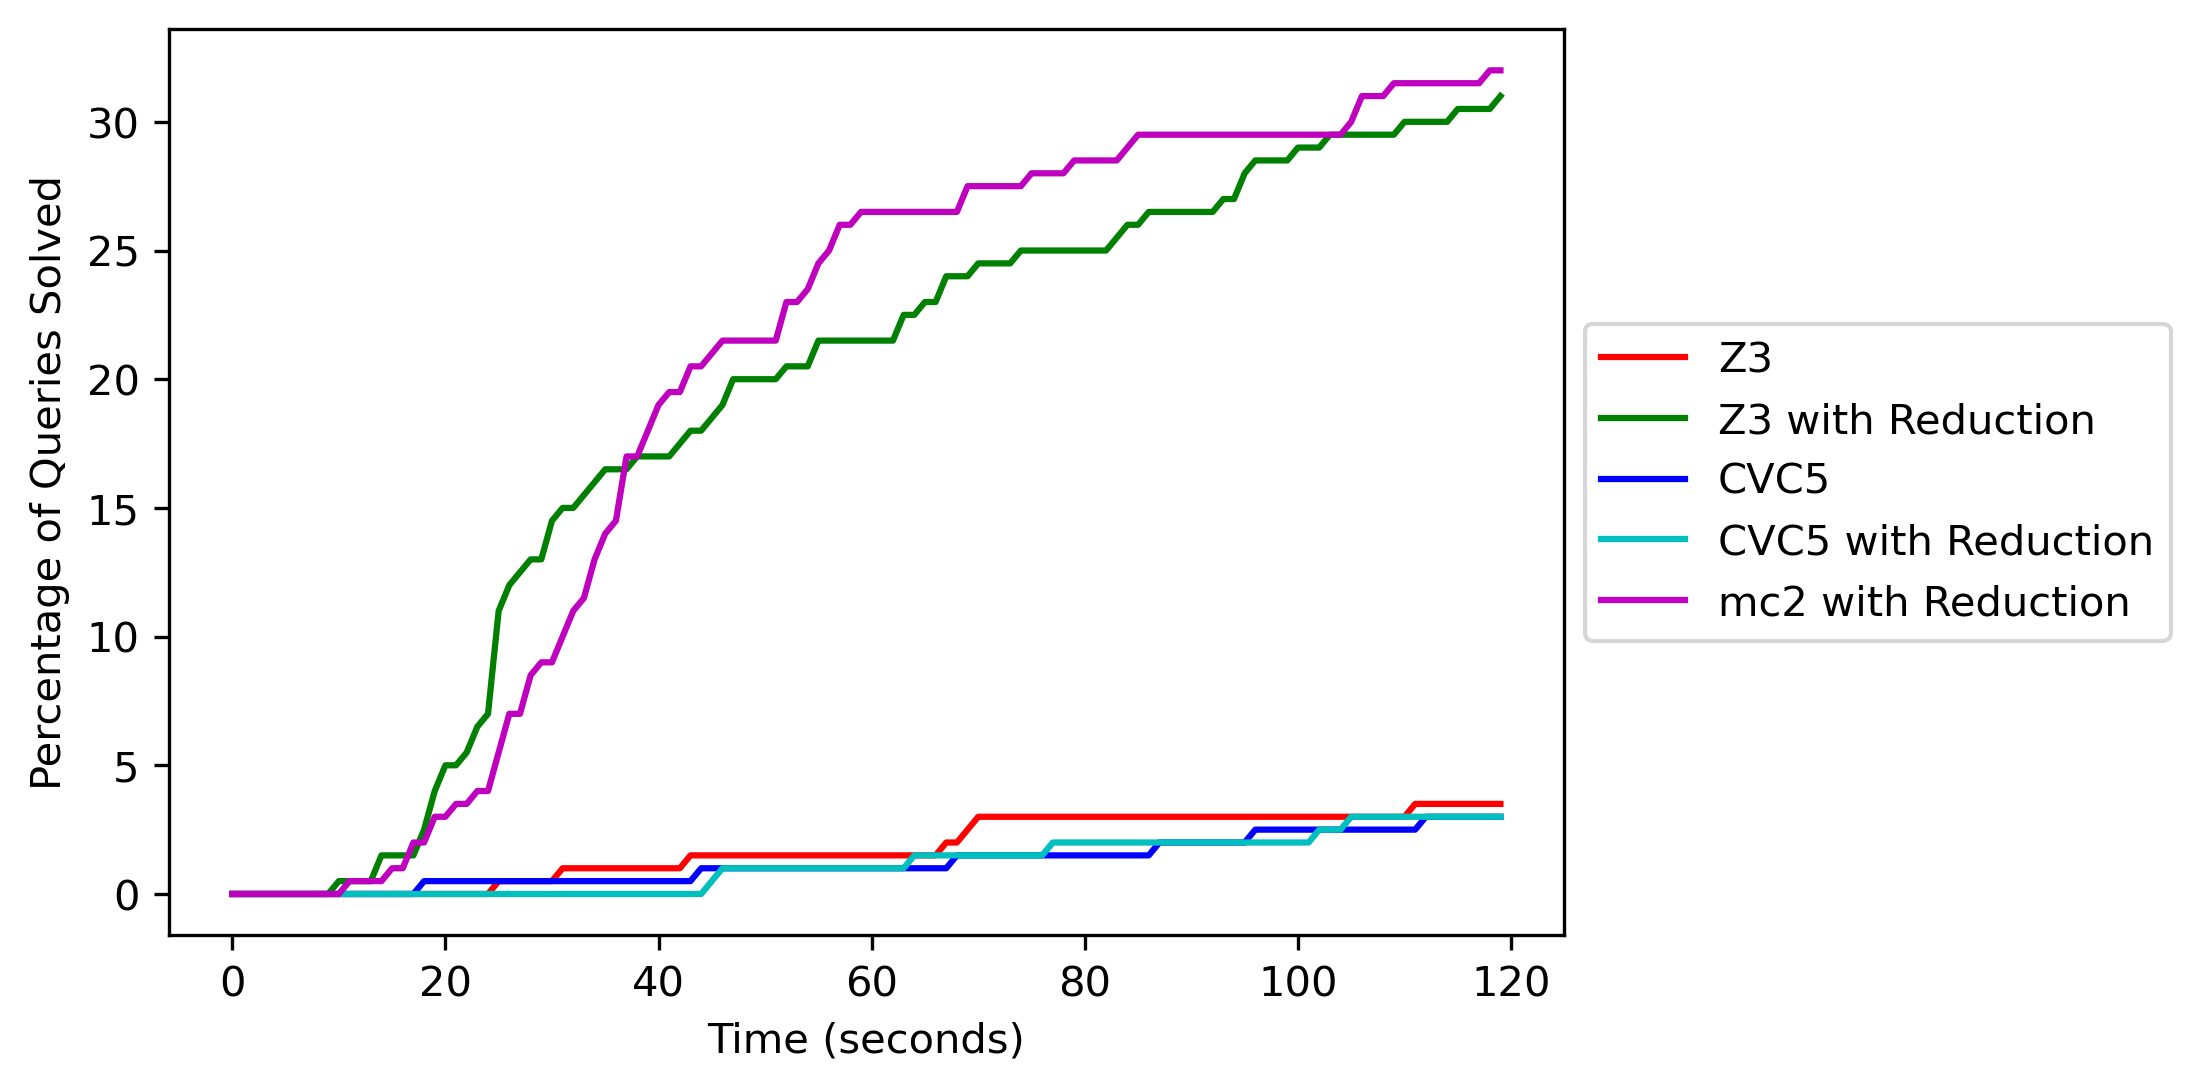 Percentage of Queries Solved
30
25
20
15
10
5
0
0 20 40 60 80 100 120
Time (seconds)
Z3
Z3 with Reduction
CVC5
CVC5 with Reduction
mc2 with Reduction